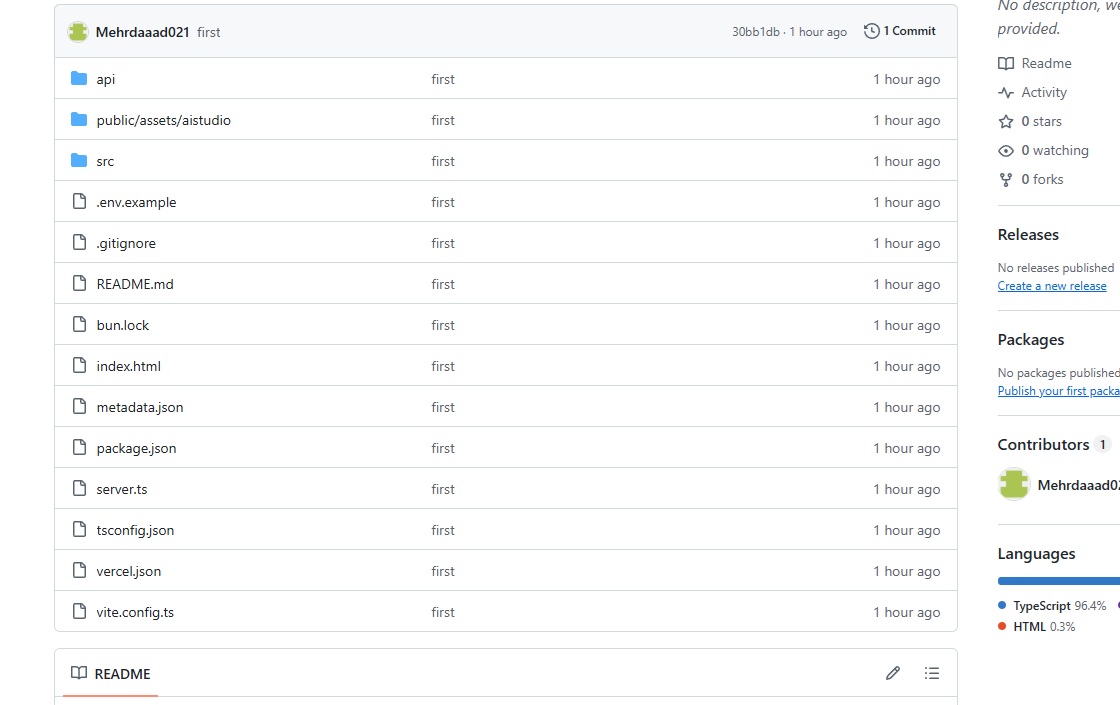 Mehrdaaad021 first 30bb1db · 1 hour ago 1 Commit
api first 1 hour ago
public/assets/aistudio first 1 hour ago
src first 1 hour ago
.env.example first 1 hour ago
.gitignore first 1 hour ago
README.md first 1 hour ago
bun.lock first 1 hour ago
index.html first 1 hour ago
metadata.json first 1 hour ago
package.json first 1 hour ago
server.ts first 1 hour ago
tsconfig.json first 1 hour ago
vercel.json first 1 hour ago
vite.config.ts first 1 hour ago
README
No description, we
provided.
Readme
Activity
0 stars
0 watching
0 forks
Releases
No releases published
Create a new release
Packages
No packages published
Publish your first packa
Contributors 1
Mehrdaaad02
Languages
TypeScript 96.4%
HTML 0.3%